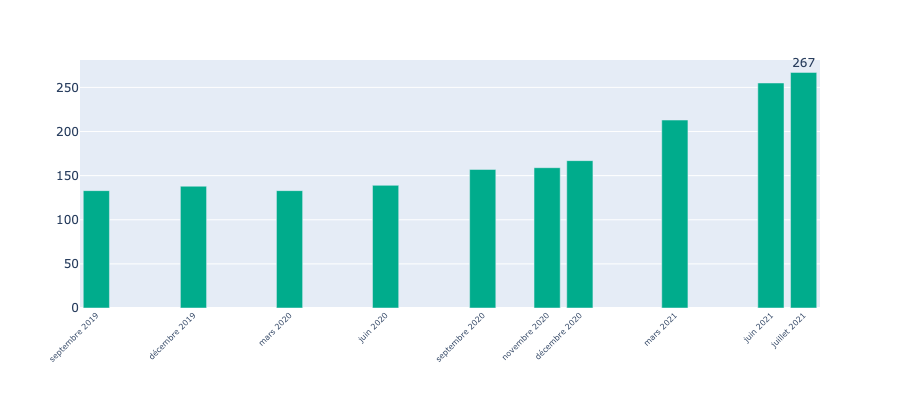 267
250
200
150
100
50
0
septembre 2019
décembre 2019
mars 2020
juin 2020
septembre 2020
novembre 2020
décembre 2020
mars 2021
juin 2021
juillet 2021